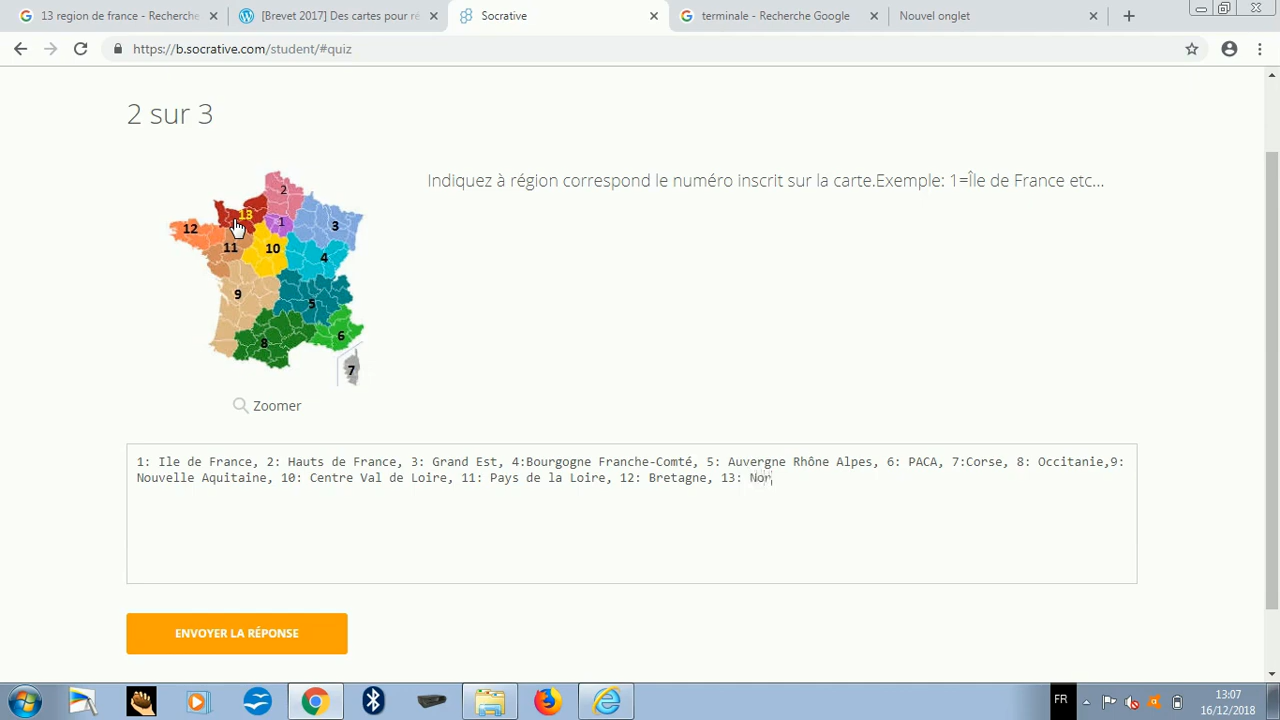 13 region de france - Recherche
[Brevet 2017] Des cartes pour ré
Socrative
terminale - Recherche Google
Nouvel onglet
https://b.socrative.com/student/#quiz
2 sur 3
Indiquez à région correspond le numéro inscrit sur la carte.Exemple: 1=Île de France etc...
2
13
1
12
3
11
10
4
9
5
6
8
7
Zoomer
1: Ile de France, 2: Hauts de France, 3: Grand Est, 4:Bourgogne Franche-Comté, 5: Auvergne Rhône Alpes, 6: PACA, 7:Corse, 8: Occitanie,9:
Nouvelle Aquitaine, 10: Centre Val de Loire, 11: Pays de la Loire, 12: Bretagne, 13: Nor
ENVOYER LA RÉPONSE
FR
13:07
16/12/2018